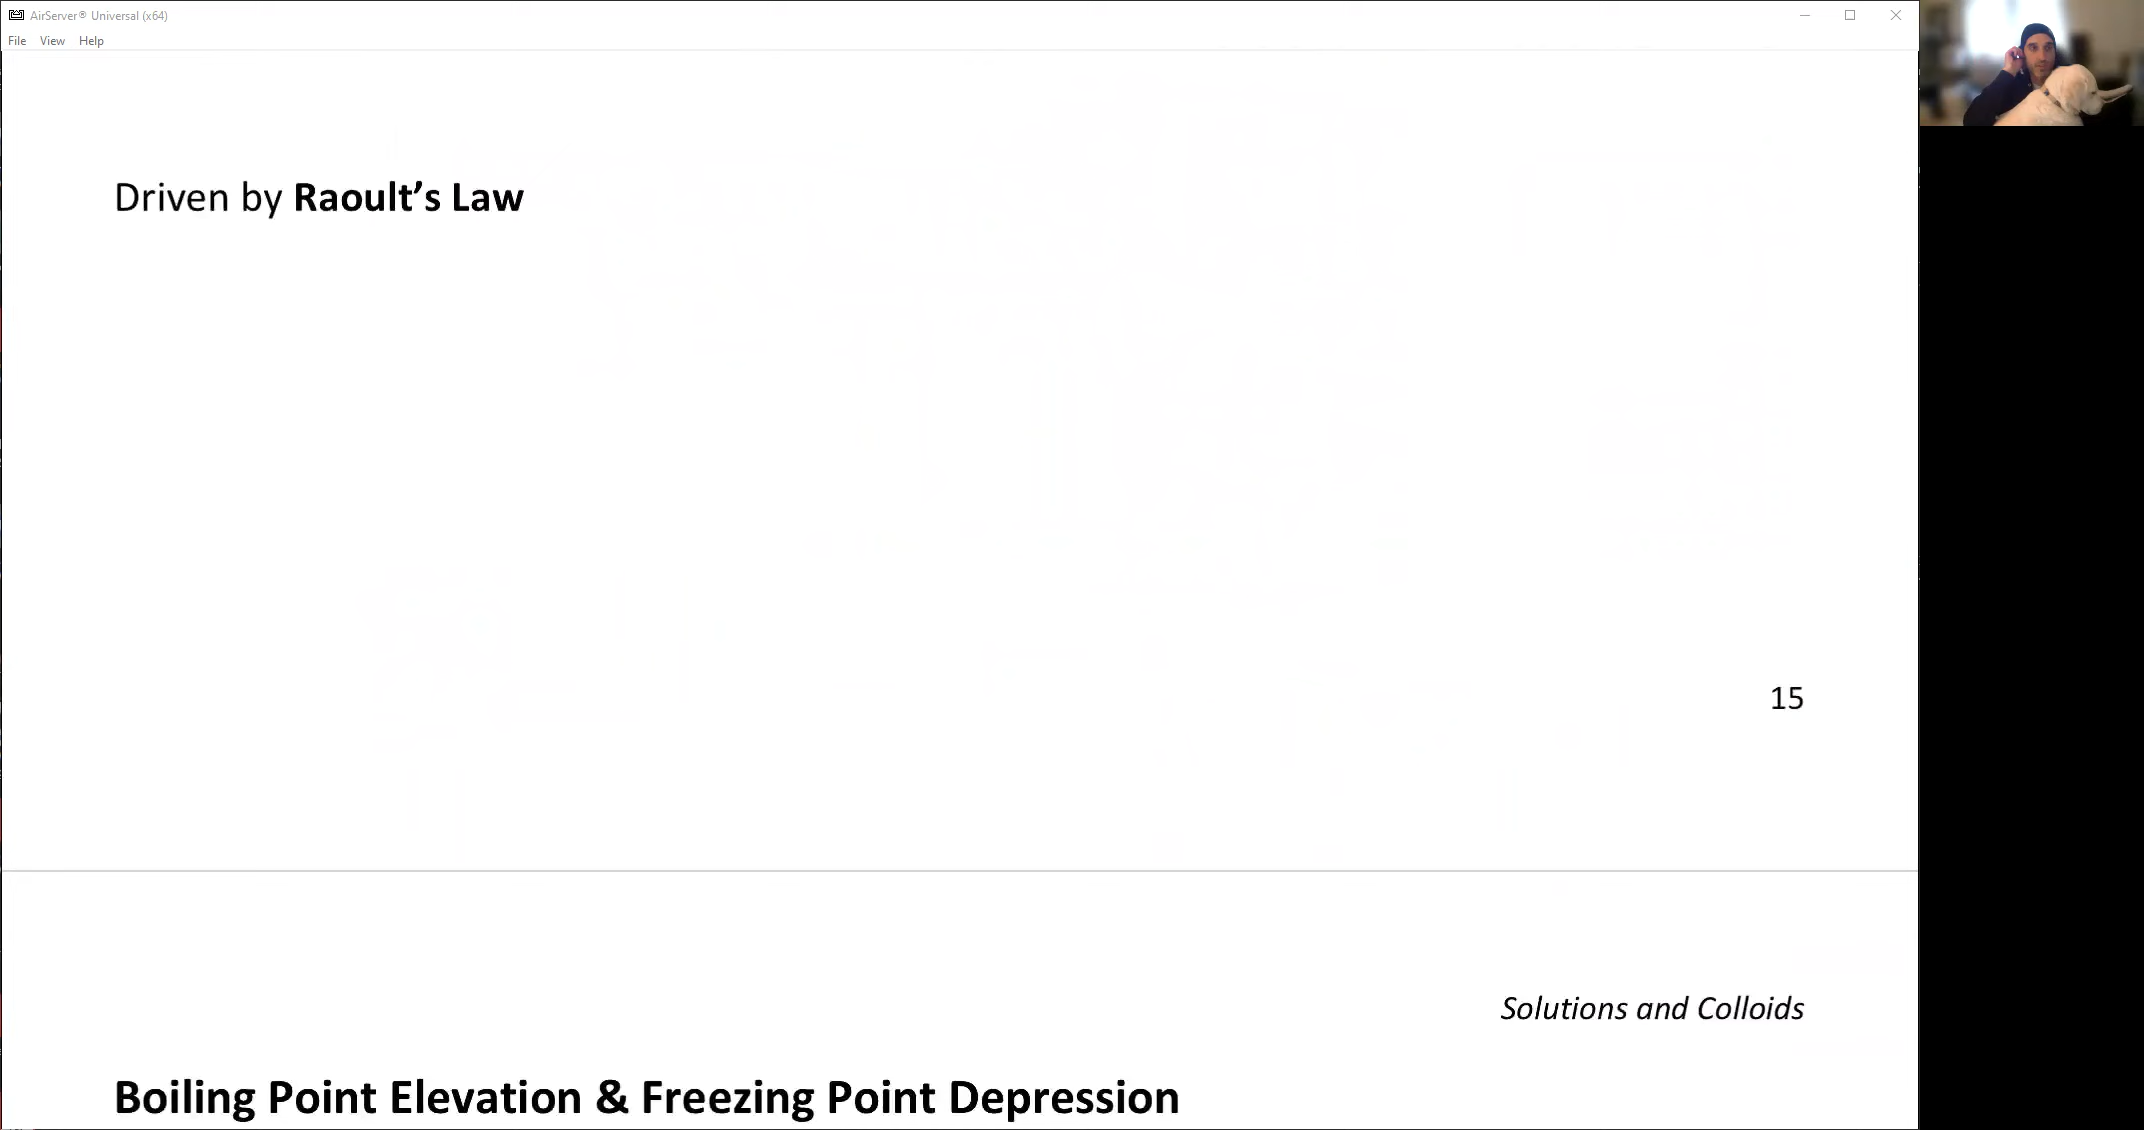 AirServer® Universal (x64)
File View Help
Driven by Raoult’s Law
15
Solutions and Colloids
Boiling Point Elevation & Freezing Point Depression